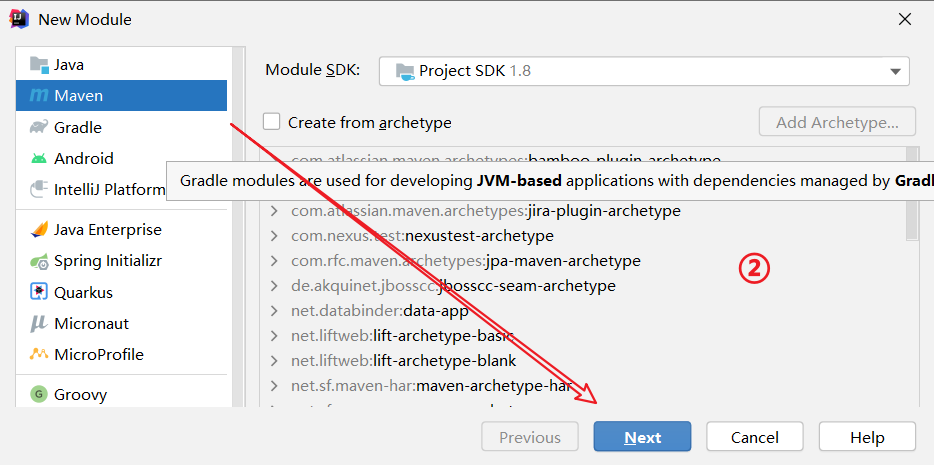 New Module
Java
Maven
Gradle
Android
IntelliJ Platform
Java Enterprise
Spring Initializr
Quarkus
Micronaut
MicroProfile
Groovy
Module SDK: Project SDK 1.8
Create from archetype Add Archetype...
com.atlassian.maven.archetypes:bamboo-plugin-archetype
Gradle modules are used for developing JVM-based applications with dependencies managed by Gradl
com.atlassian.maven.archetypes:jira-plugin-archetype
com.nexus.test:nexustest-archetype
com.rfc.maven.archetypes:jpa-maven-archetype
de.akquinet.jbosscc:jbosscc-seam-archetype
net.databinder:data-app
net.liftweb:lift-archetype-basic
net.liftweb:lift-archetype-blank
net.sf.maven-har:maven-archetype-har
②
Previous Next Cancel Help